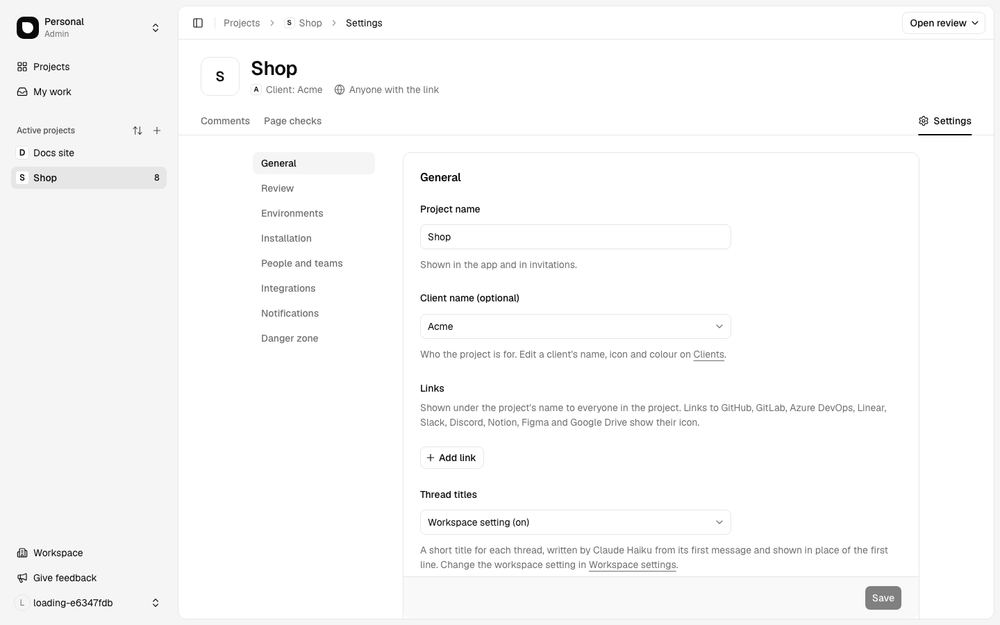 Personal
Admin
Projects
My work
Active projects
D Docs site
S Shop 8
Workspace
Give feedback
L loading-e6347fdb
Projects > S Shop > Settings
Open review
S
Shop
A Client: Acme Anyone with the link
Comments Page checks Settings
General
Review
Environments
Installation
People and teams
Integrations
Notifications
Danger zone
General
Project name
Shop
Shown in the app and in invitations.
Client name (optional)
Acme
Who the project is for. Edit a client's name, icon and colour on Clients.
Links
Shown under the project's name to everyone in the project. Links to GitHub, GitLab, Azure DevOps, Linear,
Slack, Discord, Notion, Figma and Google Drive show their icon.
+ Add link
Thread titles
Workspace setting (on)
A short title for each thread, written by Claude Haiku from its first message and shown in place of the first
line. Change the workspace setting in Workspace settings.
Save